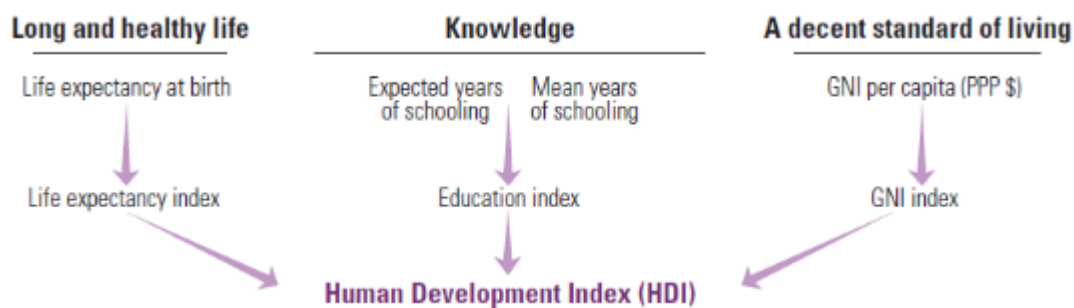 Long and healthy life
Knowledge
A decent standard of living
Life expectancy at birth
Expected years
of schooling
Mean years
of schooling
GNI per capita (PPP $)
Life expectancy index
Education index
GNI index
Human Development Index (HDI)